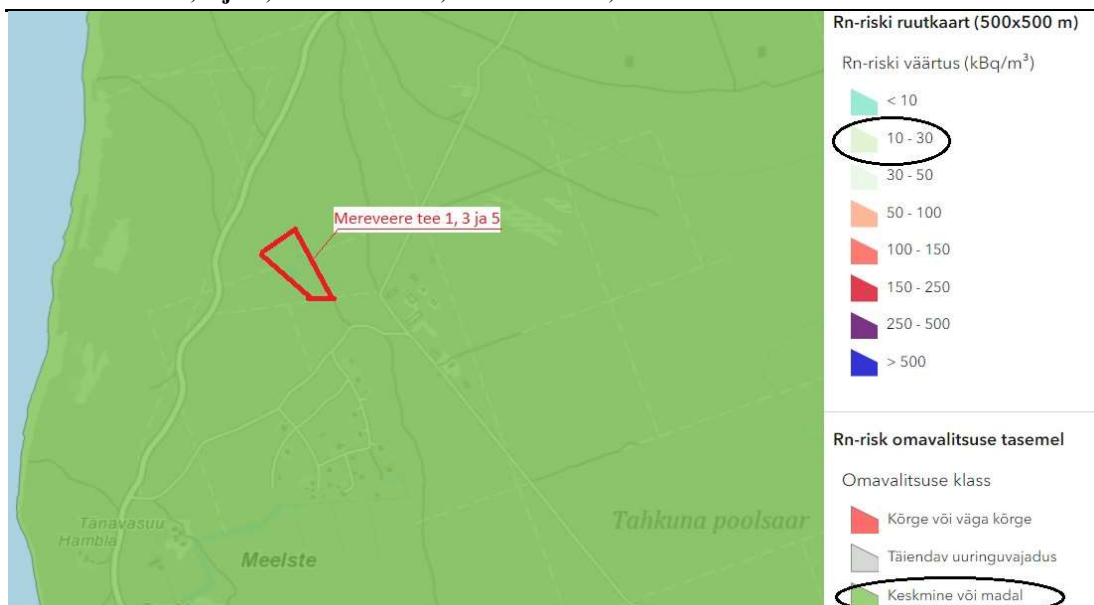 Mereveere tee 1, 3 ja 5
Tahkuna poolsaar
Tänavasuu
Hambla
Meelste
Rn-riski ruutkaart (500x500 m)
Rn-riski väärtus (kBq/m³)
< 10
10 - 30
30 - 50
50 - 100
100 - 150
150 - 250
250 - 500
> 500
Rn-risk omavalitsuse tasemel
Omavalitsuse klass
Kõrge või väga kõrge
Täiendav uuringuvajadus
Keskmine või madal